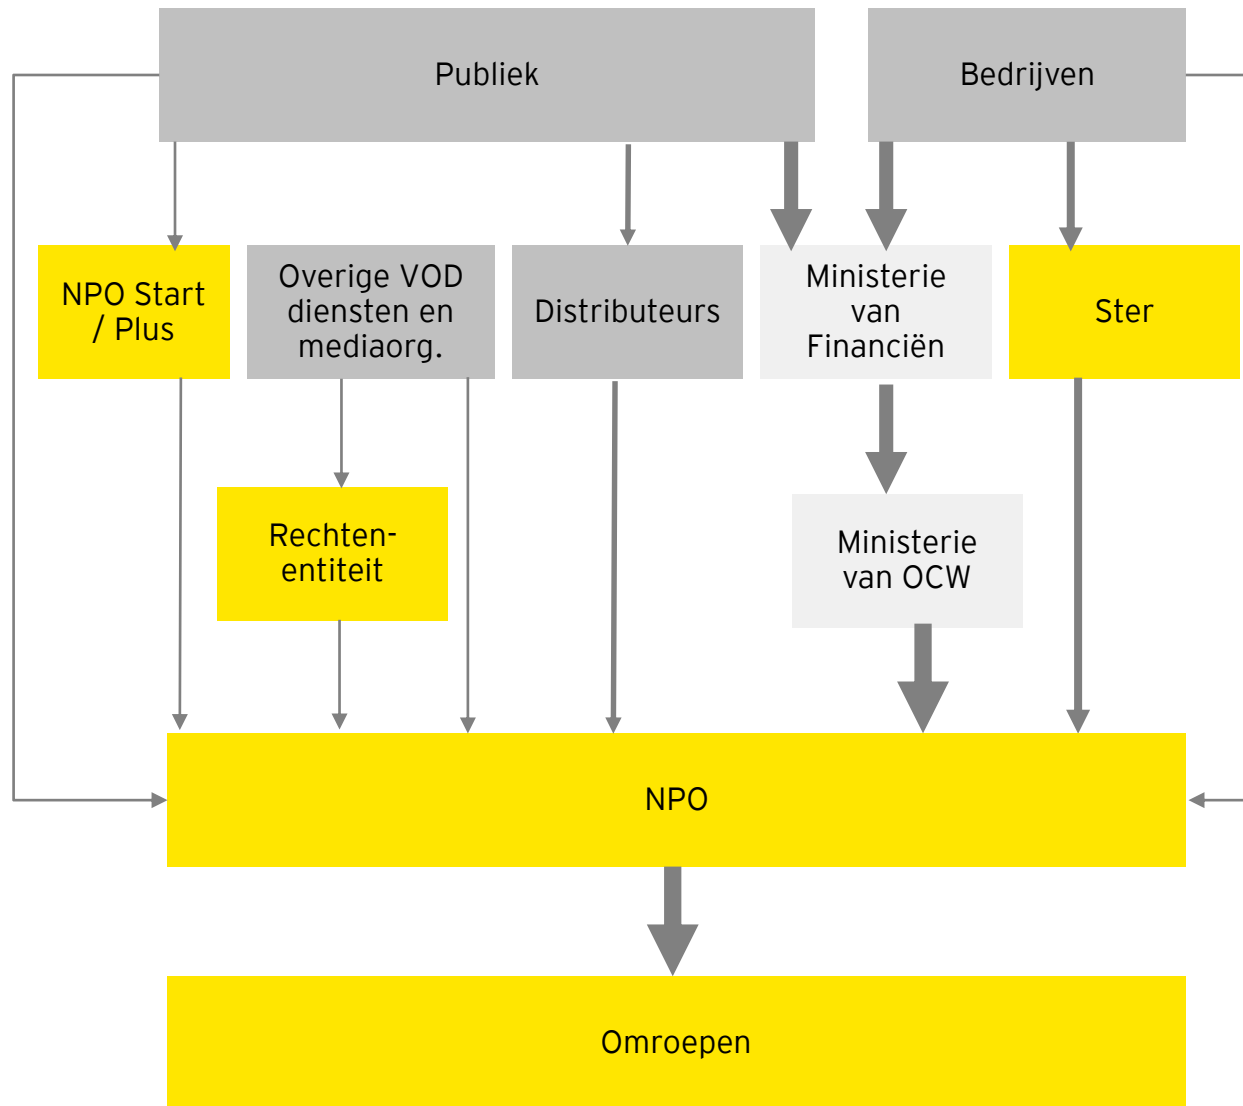 Publiek
Bedrijven
NPO Start
/ Plus
Overige VOD
diensten en
mediaorg.
Distributeurs
Ministerie
van
Financiën
Ster
Rechten-
entiteit
Ministerie
van OCW
NPO
Omroepen